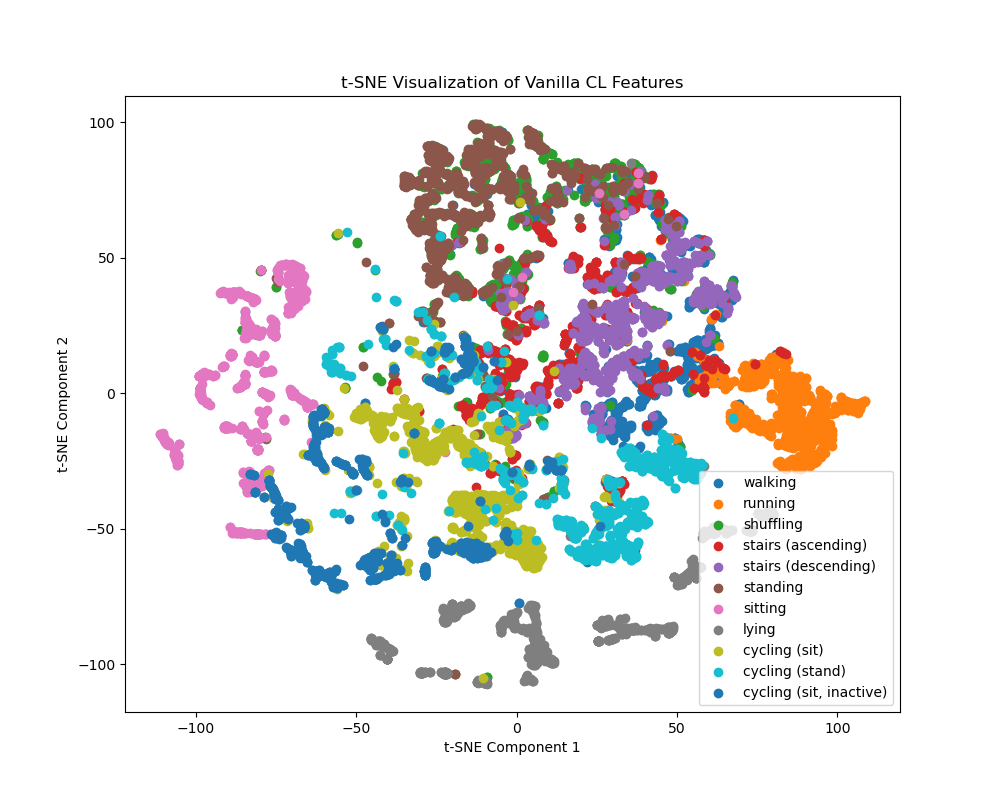 t-SNE Visualization of Vanilla CL Features
100
50
0
−50
−100
t-SNE Component 2
walking
running
shuffling
stairs (ascending)
stairs (descending)
standing
sitting
lying
cycling (sit)
cycling (stand)
cycling (sit, inactive)
−100
−50
0
50
100
t-SNE Component 1